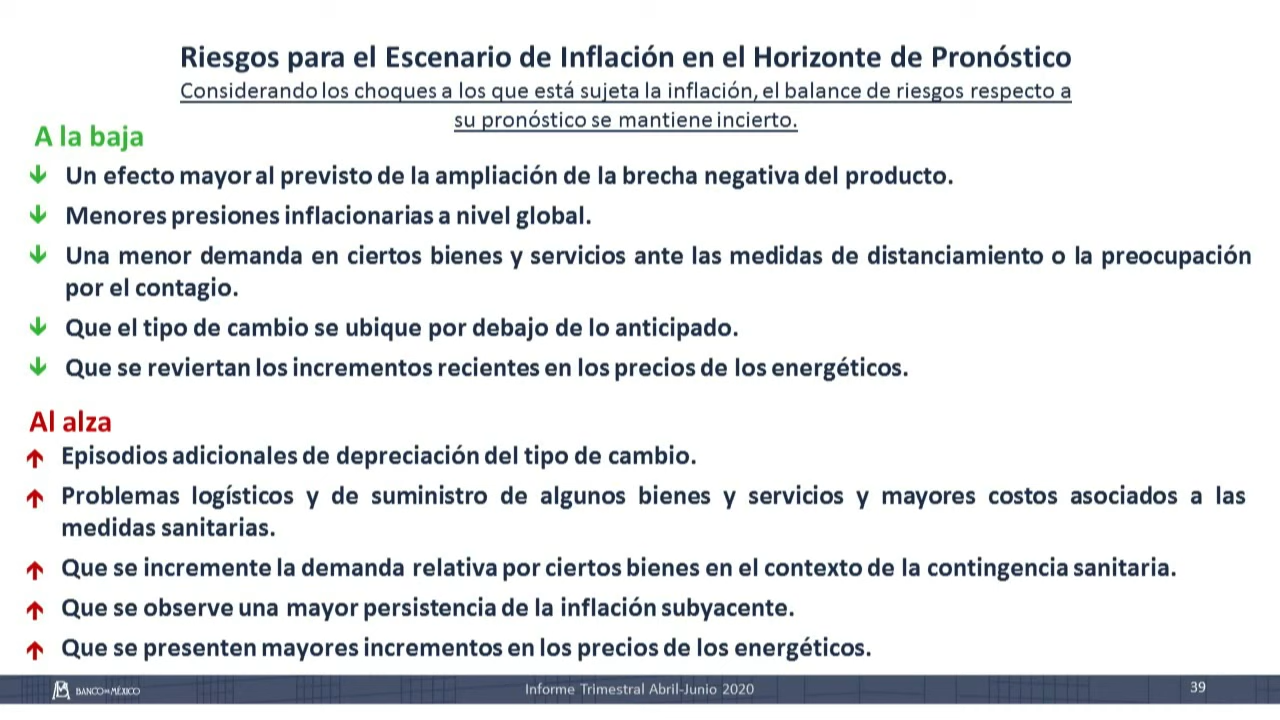 Riesgos para el Escenario de Inflación en el Horizonte de Pronóstico
Considerando los choques a los que está sujeta la inflación, el balance de riesgos respecto a
su pronóstico se mantiene incierto.
A la baja
Un efecto mayor al previsto de la ampliación de la brecha negativa del producto.
Menores presiones inflacionarias a nivel global.
Una menor demanda en ciertos bienes y servicios ante las medidas de distanciamiento o la preocupación
por el contagio.
Que el tipo de cambio se ubique por debajo de lo anticipado.
Que se reviertan los incrementos recientes en los precios de los energéticos.
Al alza
Episodios adicionales de depreciación del tipo de cambio.
Problemas logísticos y de suministro de algunos bienes y servicios y mayores costos asociados a las
medidas sanitarias.
Que se incremente la demanda relativa por ciertos bienes en el contexto de la contingencia sanitaria.
Que se observe una mayor persistencia de la inflación subyacente.
Que se presenten mayores incrementos en los precios de los energéticos.
BANCO DE MÉXICO
Informe Trimestral Abril-Junio 2020
39